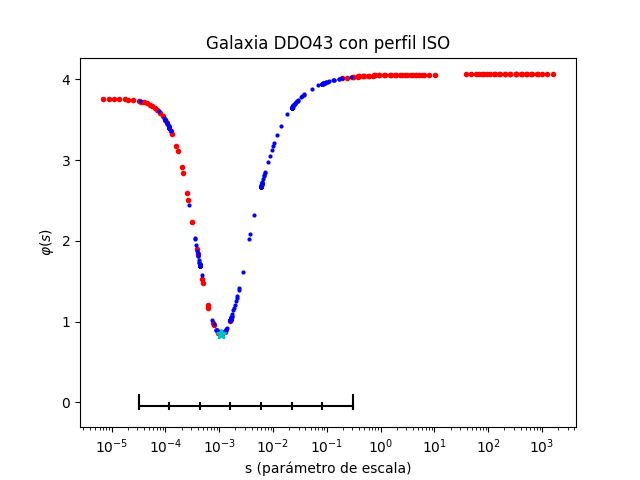 Galaxia DDO43 con perfil ISO
φ(s)
4
3
2
1
0
10⁻⁵ 10⁻⁴ 10⁻³ 10⁻² 10⁻¹ 10⁰ 10¹ 10² 10³
s (parámetro de escala)